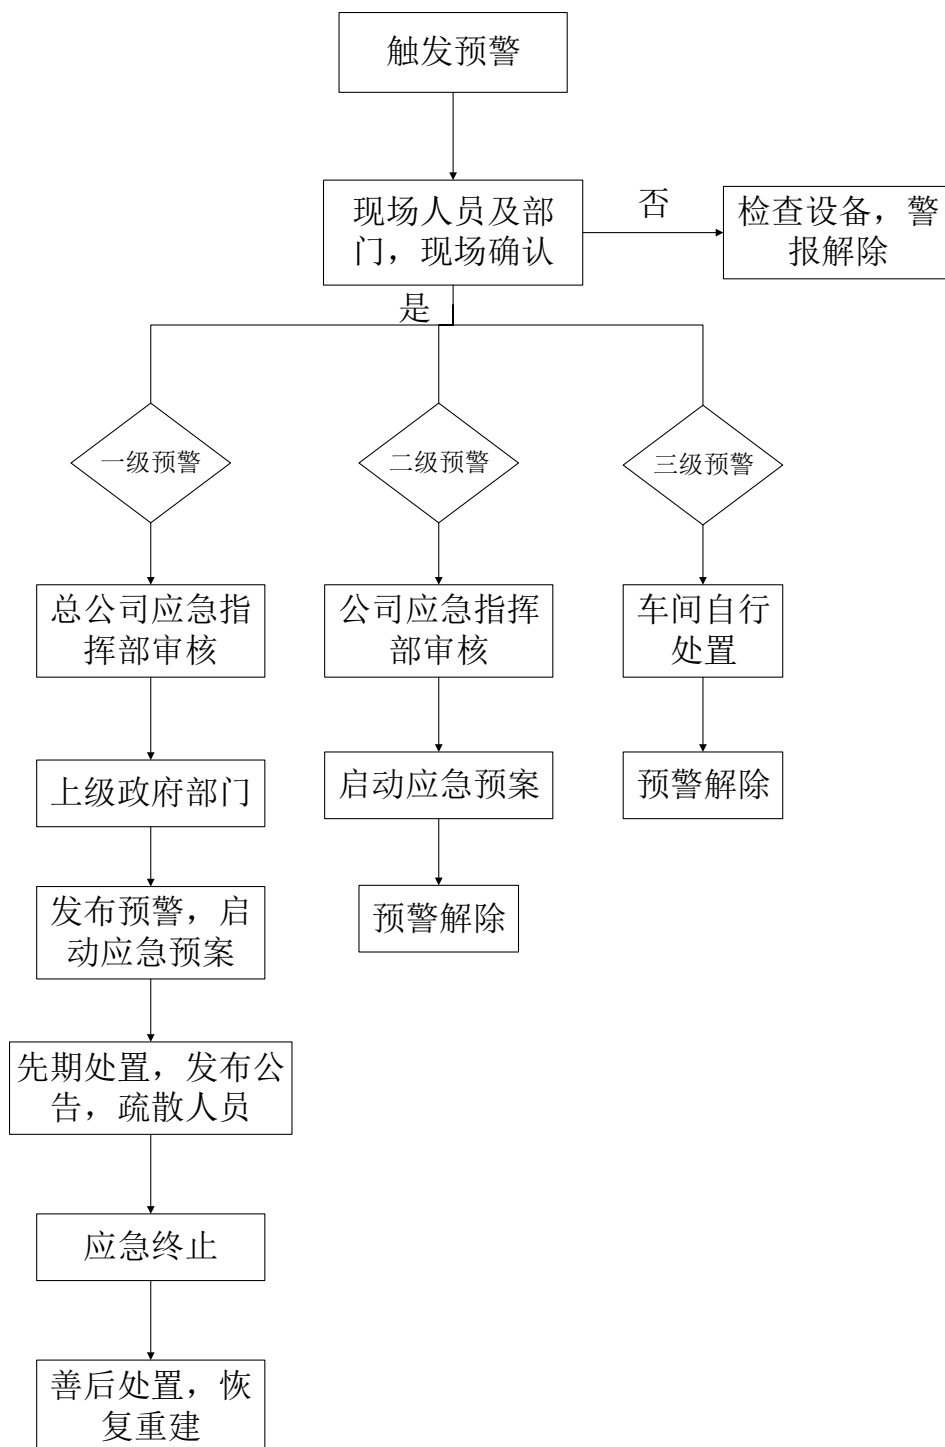 触发预警
现场人员及部
门，现场确认
否
检查设备，警
报解除
是
一级预警
二级预警
三级预警
总公司应急指
挥部审核
公司应急指挥
部审核
车间自行
处置
上级政府部门
启动应急预案
预警解除
发布预警，启
动应急预案
预警解除
先期处置，发布公
告，疏散人员
应急终止
善后处置，恢
复重建